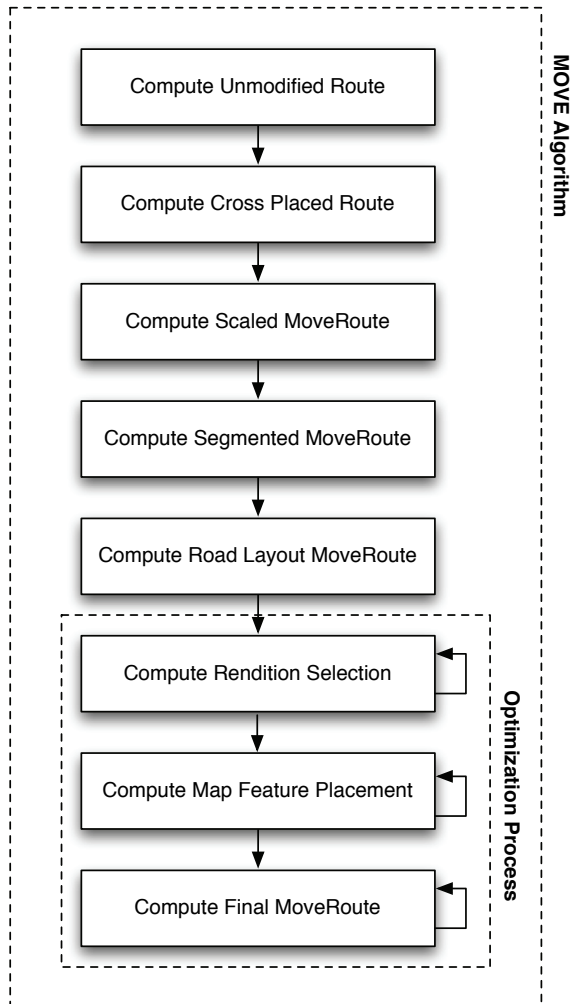 MOVE Algorithm
Compute Unmodified Route
Compute Cross Placed Route
Compute Scaled MoveRoute
Compute Segmented MoveRoute
Compute Road Layout MoveRoute
Optimization Process
Compute Rendition Selection
Compute Map Feature Placement
Compute Final MoveRoute